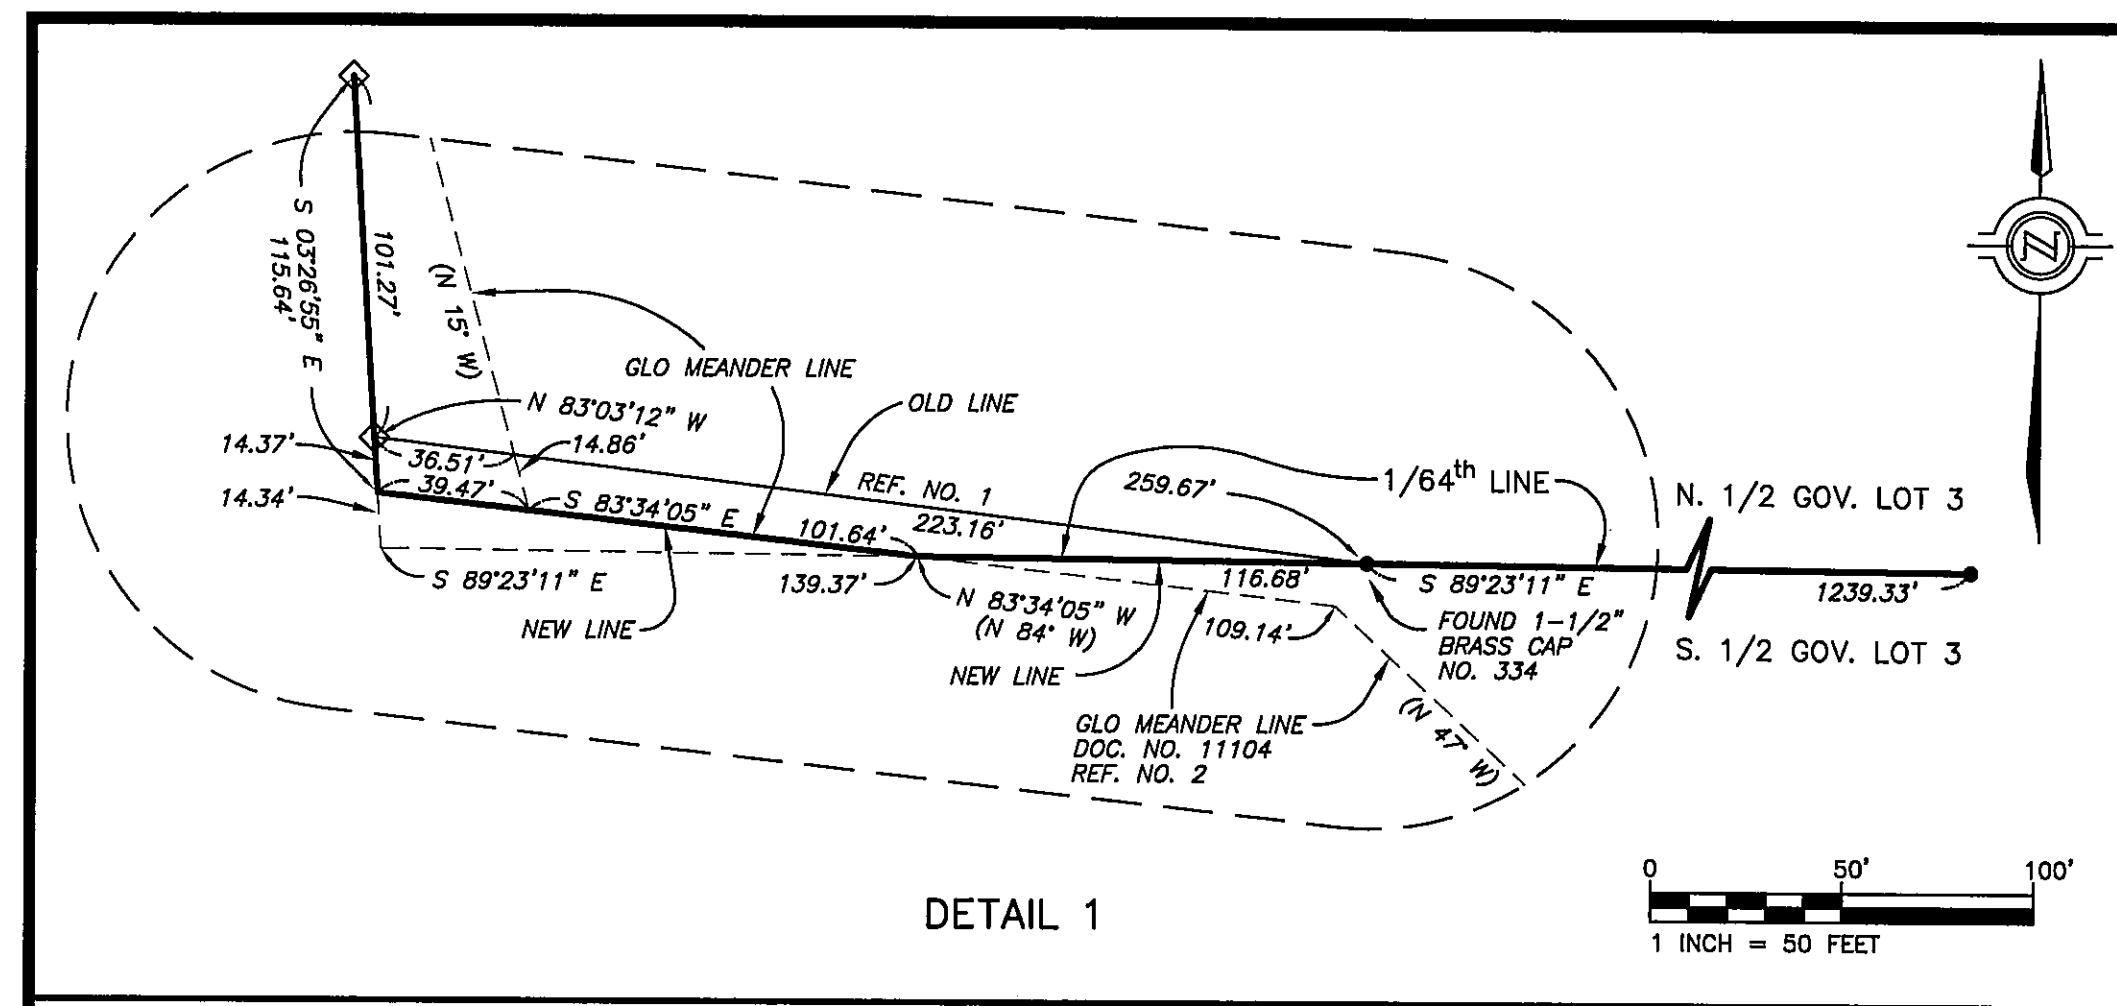 S 03°26'55" E
115.64'
101.27'
(N 15° W)
GLO MEANDER LINE
N 83°03'12" W
OLD LINE
14.37'
14.86'
36.51'
14.34'
39.47'
S 83°34'05" E
REF. NO. 1
223.16'
259.67'
1/64th LINE
N. 1/2 GOV. LOT 3
101.64'
S 89°23'11" E
139.37'
116.68'
S 89°23'11" E
1239.33'
NEW LINE
N 83°34'05" W
(N 84° W)
109.14'
FOUND 1-1/2"
BRASS CAP
NO. 334
S. 1/2 GOV. LOT 3
NEW LINE
(N 47° W)
GLO MEANDER LINE
DOC. NO. 11104
REF. NO. 2
N
DETAIL 1
0 50' 100'
1 INCH = 50 FEET